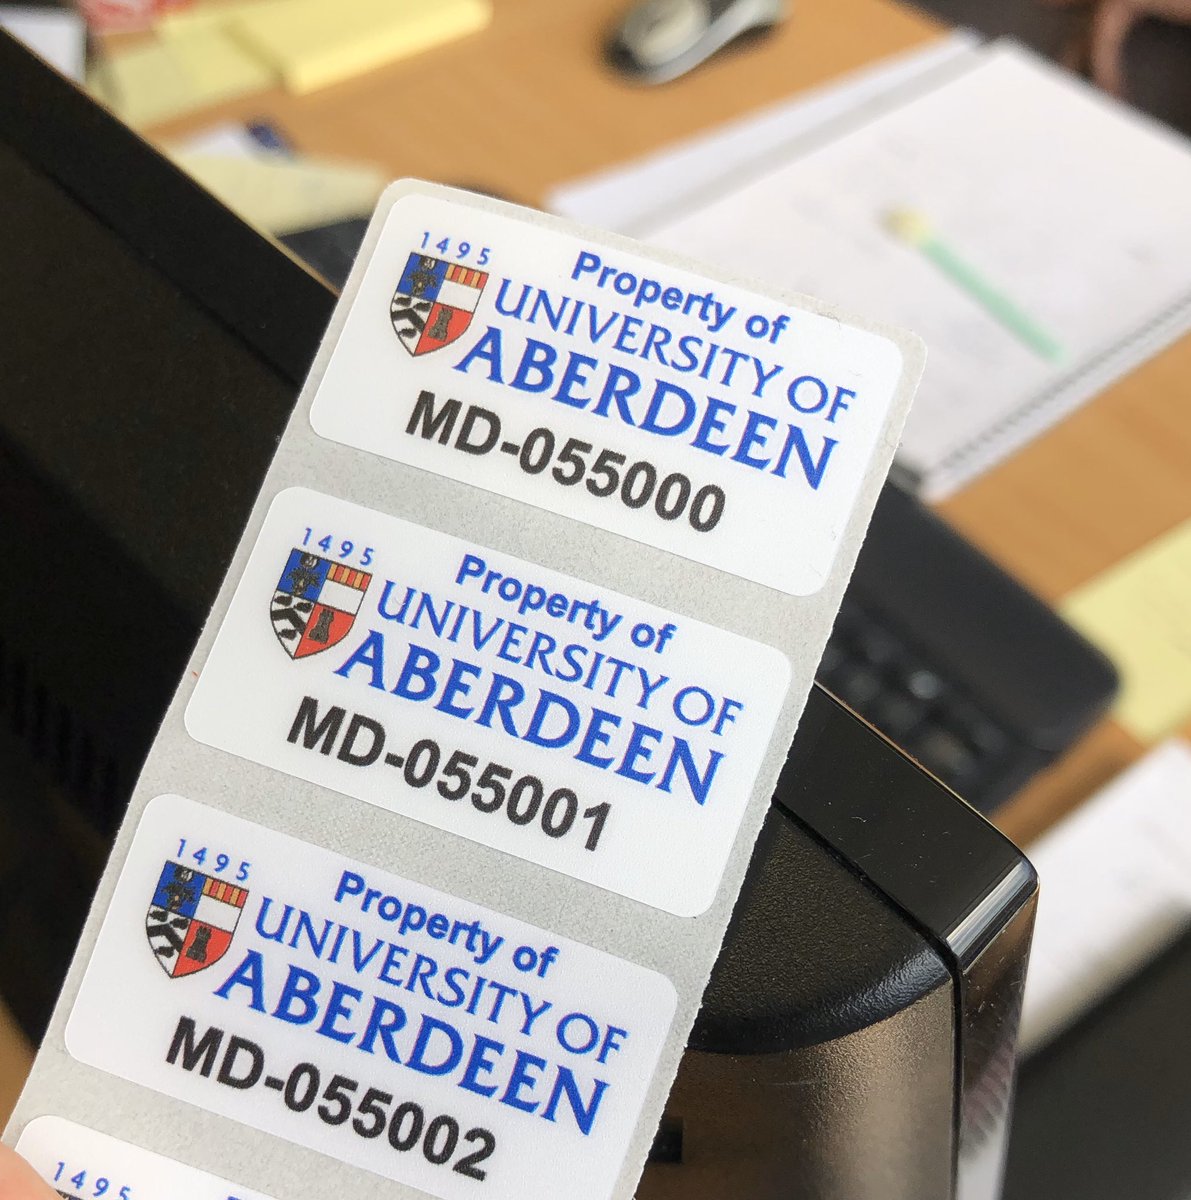 1495
Property of
UNIVERSITY OF
ABERDEEN
MD-055000
1495
Property of
UNIVERSITY OF
ABERDEEN
MD-055001
1495
Property of
UNIVERSITY OF
ABERDEEN
MD-055002
1495